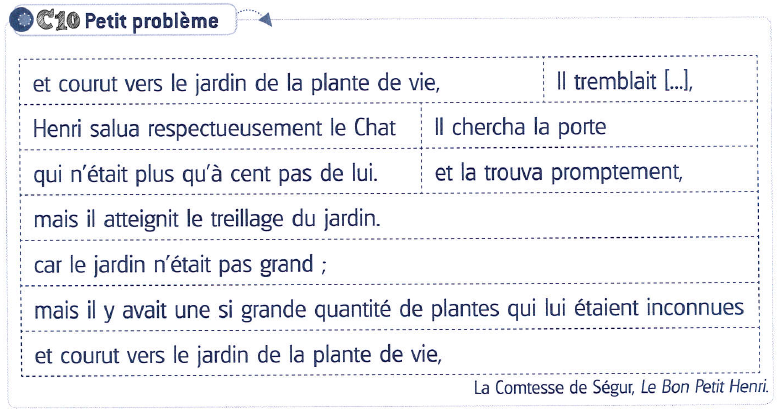 C10 Petit problème
et courut vers le jardin de la plante de vie, Il tremblait [...],
Henri salua respectueusement le Chat Il chercha la porte
qui n'était plus qu'à cent pas de lui. et la trouva promptement,
mais il atteignit le treillage du jardin.
car le jardin n'était pas grand ;
mais il y avait une si grande quantité de plantes qui lui étaient inconnues
et courut vers le jardin de la plante de vie,
La Comtesse de Ségur, Le Bon Petit Henri.